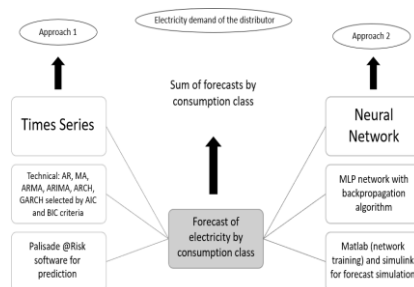 Electricity demand of the distributor
Approach 1
Approach 2
Sum of forecasts by
consumption class
Times Series
Neural
Network
Technical: AR, MA,
ARMA, ARIMA, ARCH,
GARCH selected by AIC
and BIC criteria
MLP network with
backpropagation
algorithm
Forecast of
electricity by
consumption class
Palisade @Risk
software for
prediction
Matlab (network
training) and simulink
for forecast simulation